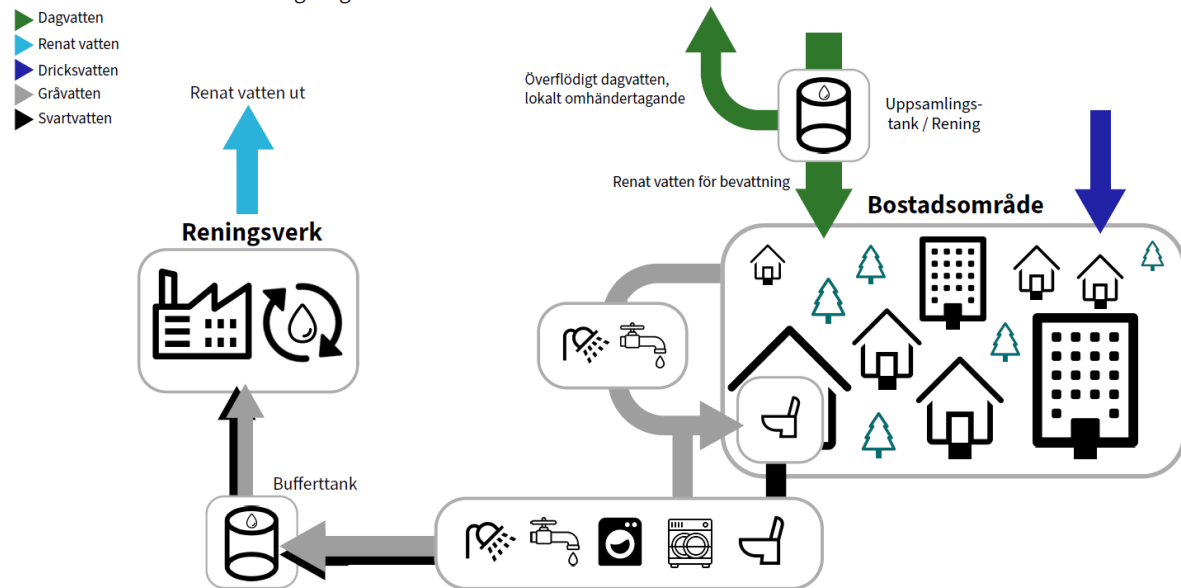 Dagvatten
Renat vatten
Dricksvatten
Gråvatten
Svartvatten
Renat vatten ut
Överflödigt dagvatten,
lokalt omhändertagande
Uppsamlings-
tank / Rening
Renat vatten för bevattning
Bostadsområde
Reningsverk
Bufferttank